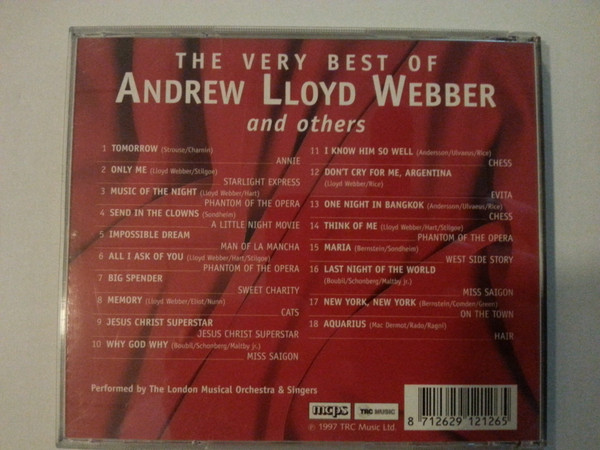 THE VERY BEST OF
ANDREW LLOYD WEBBER
and others
1 TOMORROW (Strouse/Charnin)
ANNIE
2 ONLY ME (Lloyd Webber/Stilgoe)
STARLIGHT EXPRESS
3 MUSIC OF THE NIGHT (Lloyd Webber/Hart)
PHANTOM OF THE OPERA
4 SEND IN THE CLOWNS (Sondheim)
A LITTLE NIGHT MOVIE
5 IMPOSSIBLE DREAM
MAN OF LA MANCHA
6 ALL I ASK OF YOU (Lloyd Webber/Hart/Stilgoe)
PHANTOM OF THE OPERA
7 BIG SPENDER
SWEET CHARITY
8 MEMORY (Lloyd Webber/Eliot/Nunn)
CATS
9 JESUS CHRIST SUPERSTAR
JESUS CHRIST SUPERSTAR
10 WHY GOD WHY (Boubil/Schonberg/Maltby jr.)
MISS SAIGON
11 I KNOW HIM SO WELL (Andersson/Ulvaeus/Rice)
CHESS
12 DON'T CRY FOR ME, ARGENTINA
(Lloyd Webber/Rice)
EVITA
13 ONE NIGHT IN BANGKOK (Andersson/Ulvaeus/Rice)
CHESS
14 THINK OF ME (Lloyd Webber/Hart/Stilgoe)
PHANTOM OF THE OPERA
15 MARIA (Bernstein/Sondheim)
WEST SIDE STORY
16 LAST NIGHT OF THE WORLD
(Boubil/Schonberg/Maltby jr.)
MISS SAIGON
17 NEW YORK, NEW YORK (Bernstein/Comden/Green)
ON THE TOWN
18 AQUARIUS (Mac Dermot/Rado/Ragni)
HAIR
Performed by The London Musical Orchestra & Singers
mcps TRC MUSIC
℗ 1997 TRC Music Ltd.
8 712629 121265